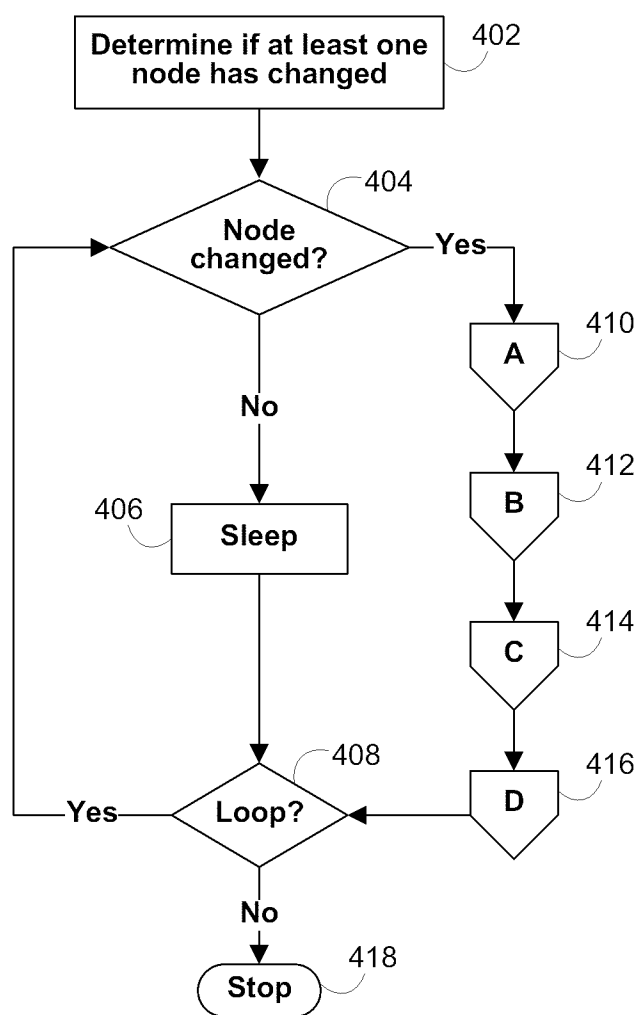 Determine if at least one
node has changed
402
404
Node
changed?
Yes
410
A
No
412
B
406
Sleep
414
C
408
416
Yes
Loop?
D
No
418
Stop